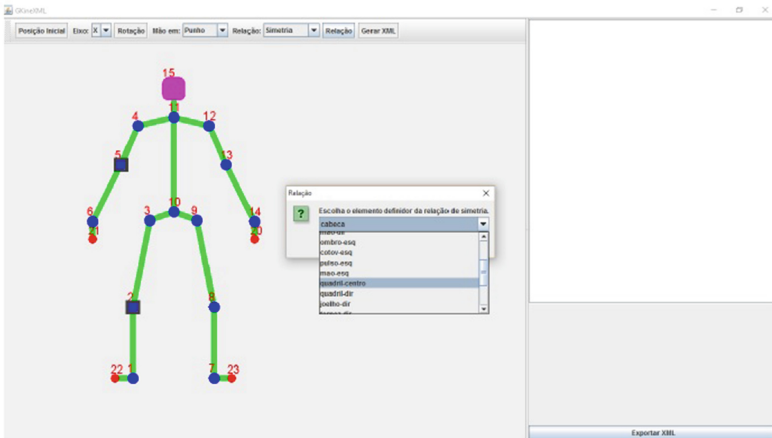 GKineXML
Posição Inicial Eixo: X Rotação Mão em: Punho Relação: Simetria Relação Gerar XML
15
11
4 12
5 13
10
6 3 9 14
21 20
2 8
22 1 7 23
Relação
Escolha o elemento definidor da relação de simetria.
cabeca
mao-dir
ombro-esq
cotov-esq
pulso-esq
mao-esq
quadril-centro
quadril-dir
joelho-dir
Exportar XML